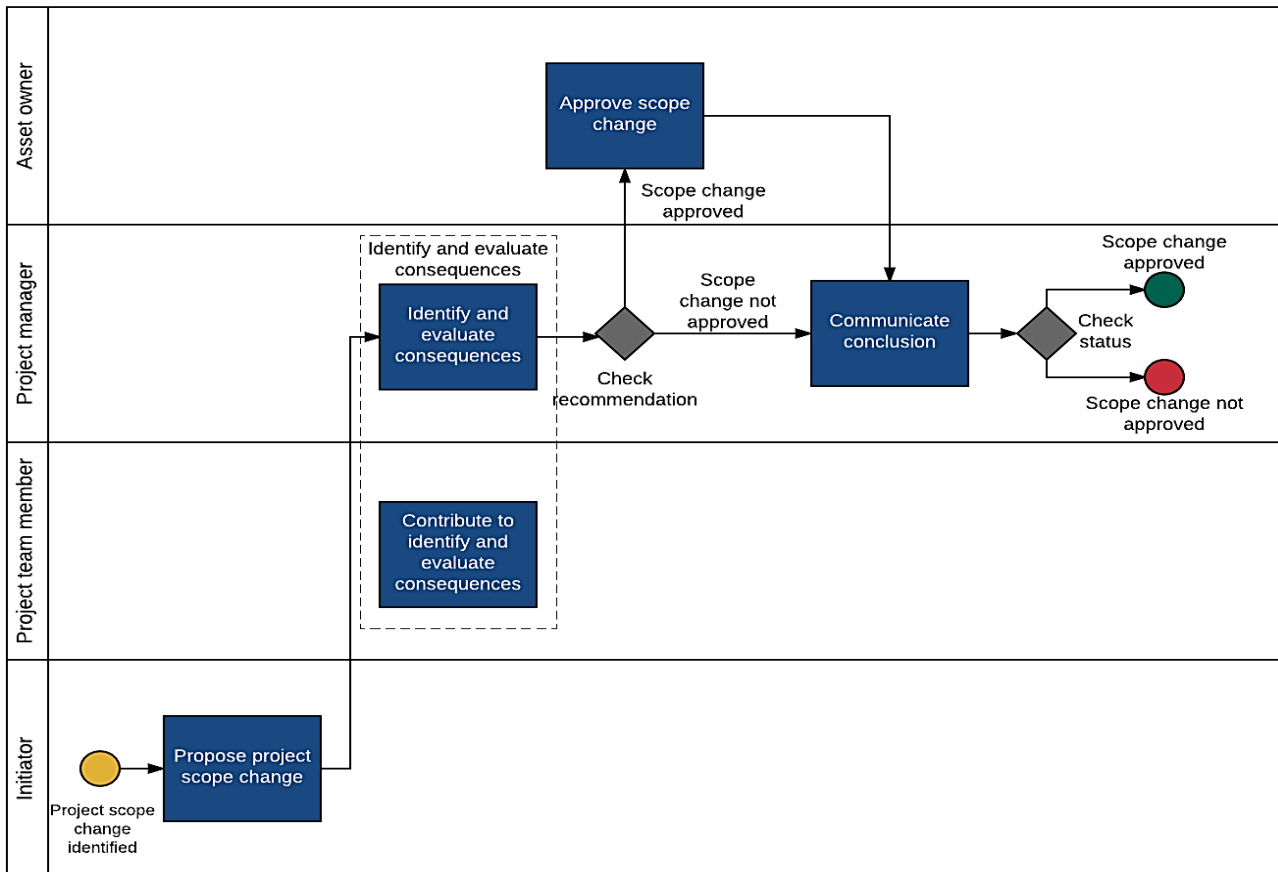 Asset owner
Approve scope
change
Scope change
approved
Project manager
Identify and evaluate
consequences
Identify and
evaluate
consequences
Check
recommendation
Scope
change not
approved
Communicate
conclusion
Scope change
approved
Check
status
Scope change not
approved
Project team member
Contribute to
identify and
evaluate
consequences
Initiator
Project scope
change
identified
Propose project
scope change